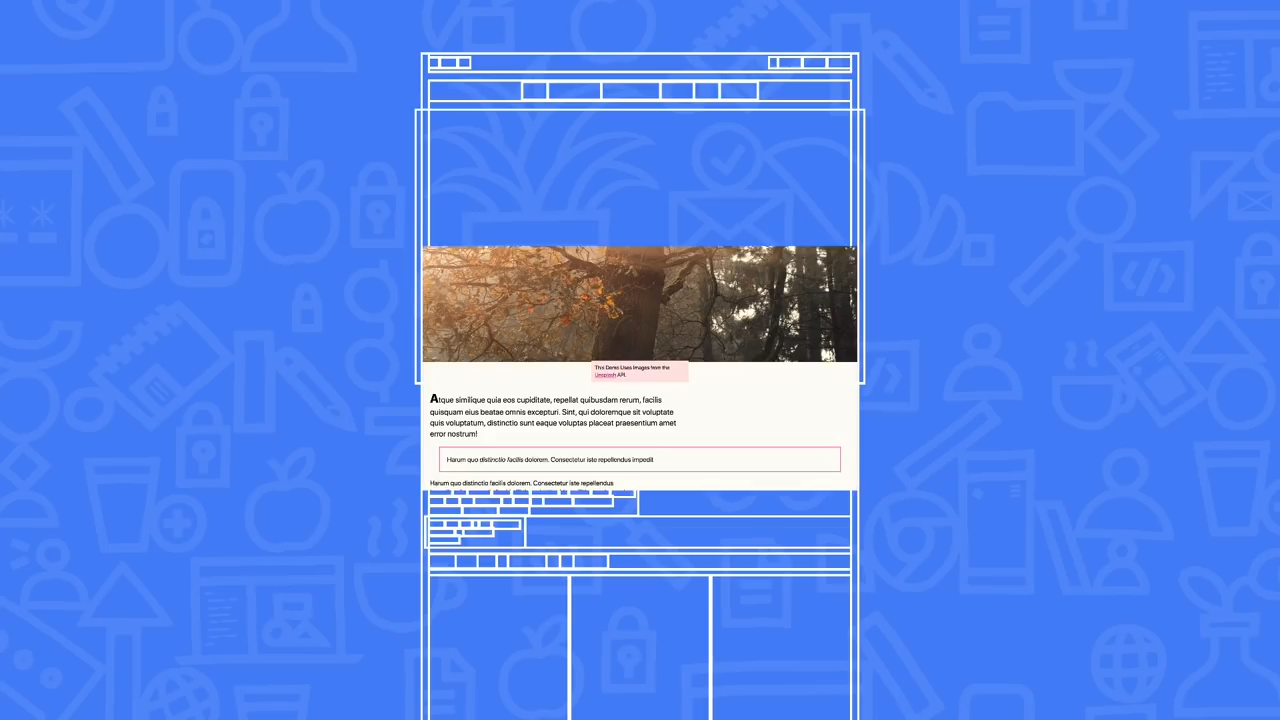 This Demo Uses Images from the
Unsplash API.
Atque similique quia eos cupiditate, repellat quibusdam rerum, facilis
quisquam eius beatae omnis excepturi. Sint, qui doloremque sit voluptate
quis voluptatum, distinctio sunt eaque voluptas placeat praesentium amet
error nostrum!
Harum quo distinctio facilis dolorem. Consectetur iste repellendus impedit
Harum quo distinctio facilis dolorem. Consectetur iste repellendus